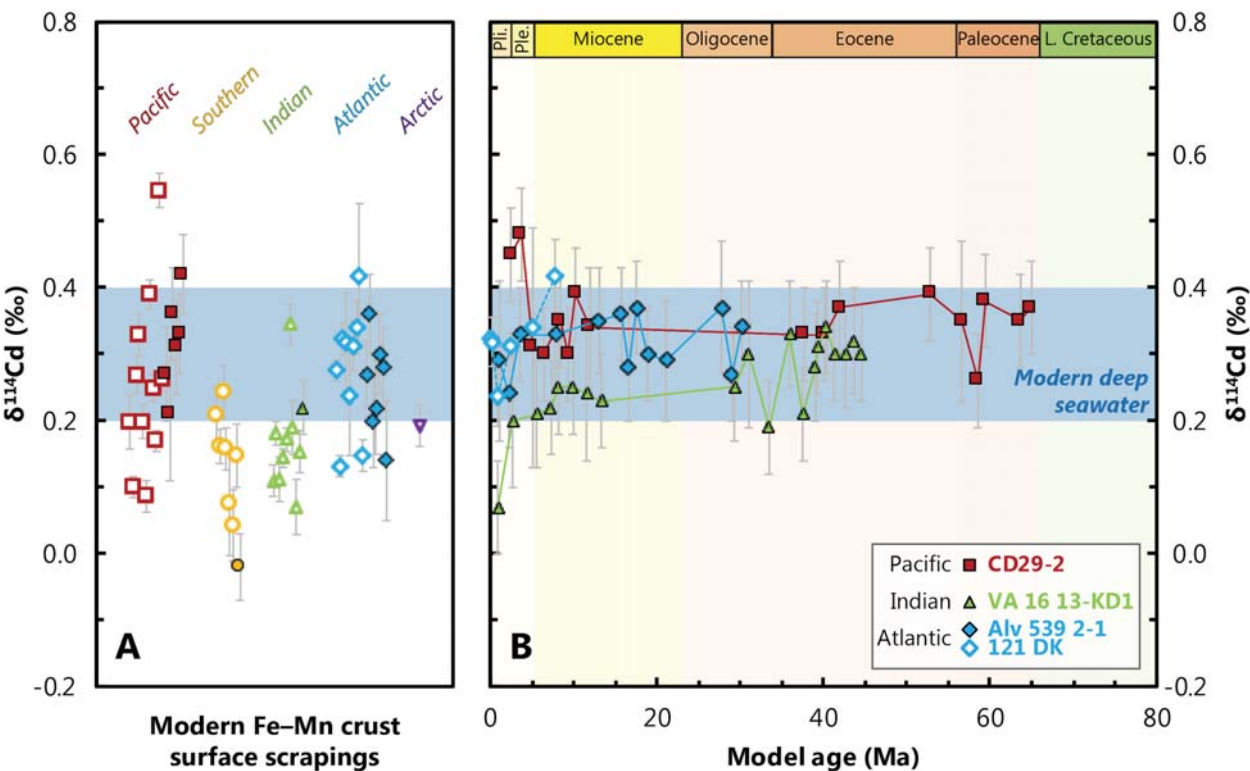 0.8
0.6
0.4
0.2
0.0
-0.2
δ¹¹⁴Cd (‰)
Pacific
Southern
Indian
Atlantic
Arctic
A
Modern Fe–Mn crust
surface scrapings
Pli.
Ple.
Miocene
Oligocene
Eocene
Paleocene
L. Cretaceous
Modern deep
seawater
Pacific CD29-2
Indian VA 16 13-KD1
Atlantic Alv 539 2-1
121 DK
B
0 20 40 60 80
Model age (Ma)
0.8
0.6
0.4
0.2
0.0
-0.2
δ¹¹⁴Cd (‰)